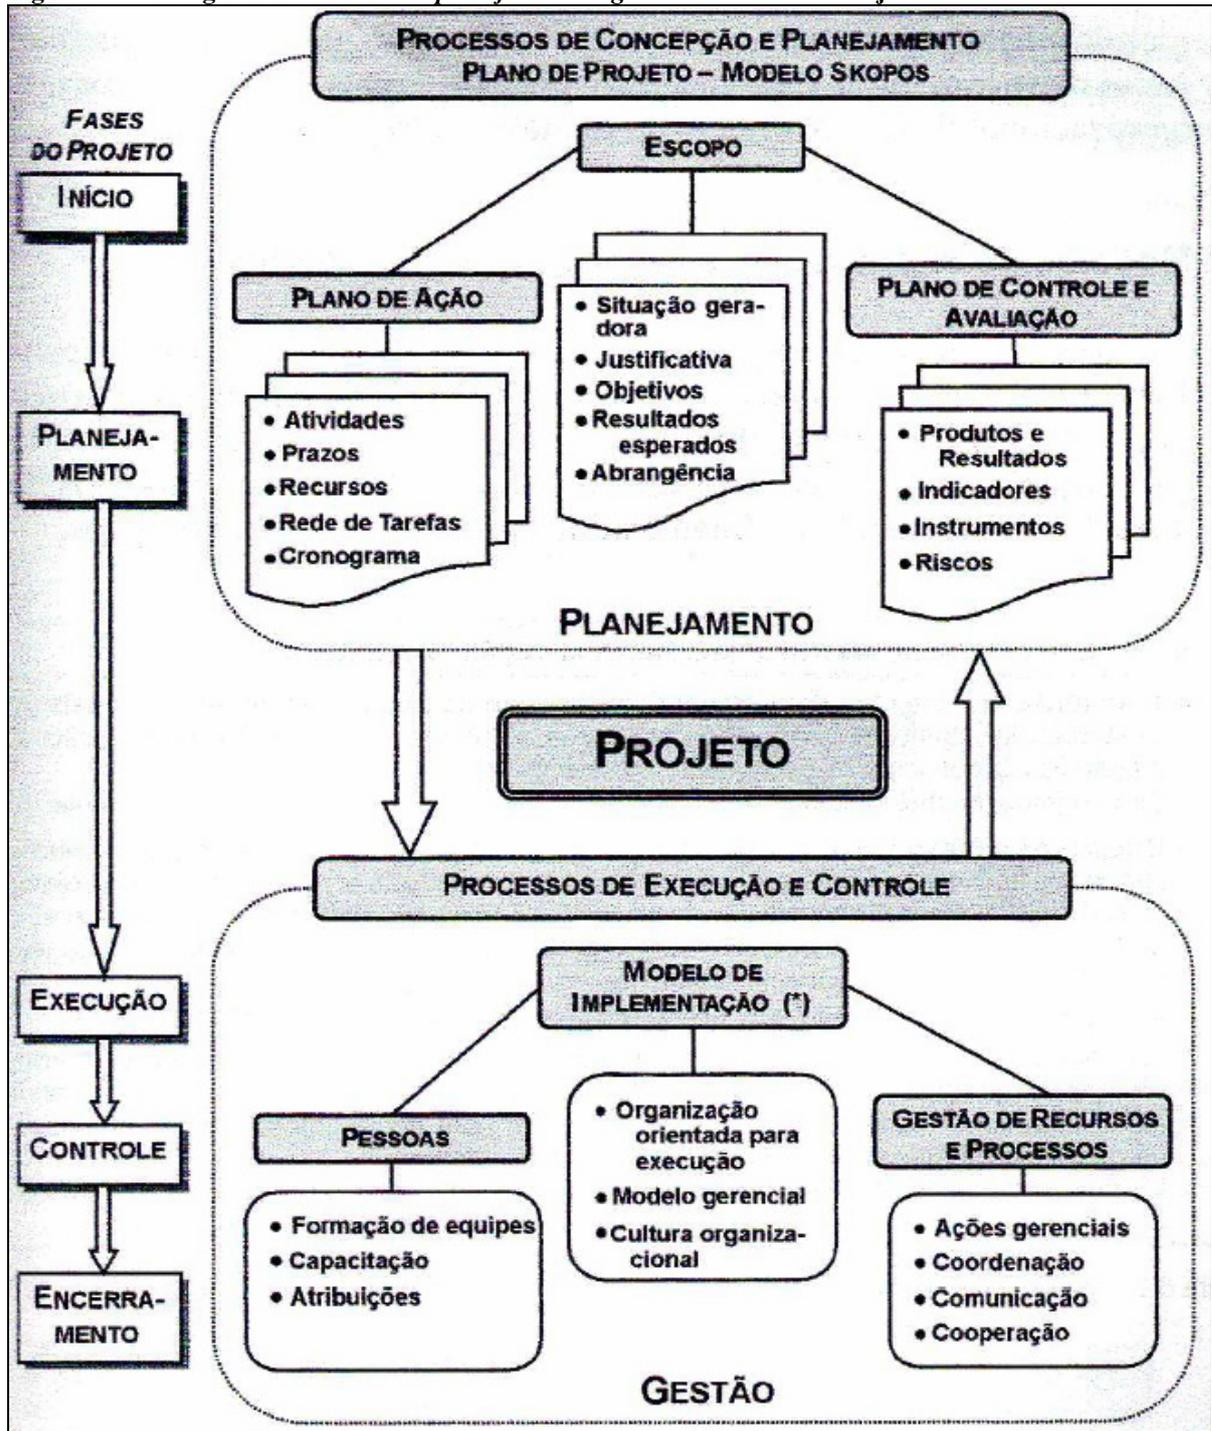 PROCESSOS DE CONCEPÇÃO E PLANEJAMENTO
PLANO DE PROJETO – MODELO SKOPOS
FASES
DO PROJETO
INÍCIO
PLANEJA-
MENTO
EXECUÇÃO
CONTROLE
ENCERRA-
MENTO
ESCOPO
• Situação gera-
dora
• Justificativa
• Objetivos
• Resultados
esperados
• Abrangência
PLANO DE AÇÃO
• Atividades
• Prazos
• Recursos
• Rede de Tarefas
• Cronograma
PLANO DE CONTROLE E
AVALIAÇÃO
• Produtos e
Resultados
• Indicadores
• Instrumentos
• Riscos
PLANEJAMENTO
PROJETO
PROCESSOS DE EXECUÇÃO E CONTROLE
MODELO DE
IMPLEMENTAÇÃO (*)
• Organização
orientada para
execução
• Modelo gerencial
• Cultura organiza-
cional
PESSOAS
• Formação de equipes
• Capacitação
• Atribuições
GESTÃO DE RECURSOS
E PROCESSOS
• Ações gerenciais
• Coordenação
• Comunicação
• Cooperação
GESTÃO